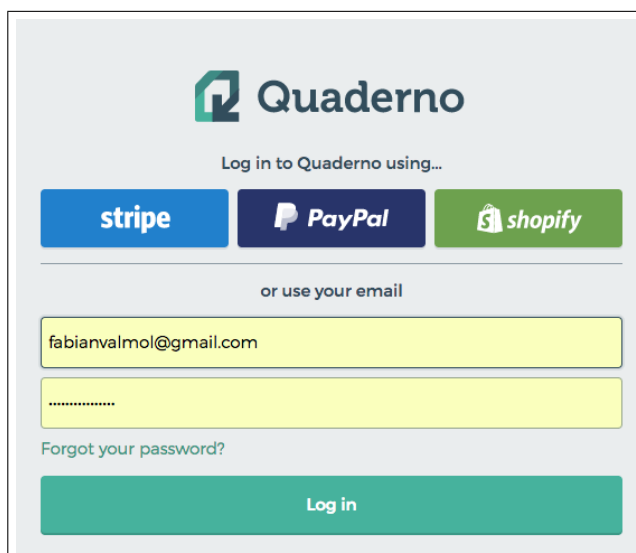 Quaderno
Log in to Quaderno using...
stripe PayPal shopify
or use your email
fabianvalmol@gmail.com
................
Forgot your password?
Log in